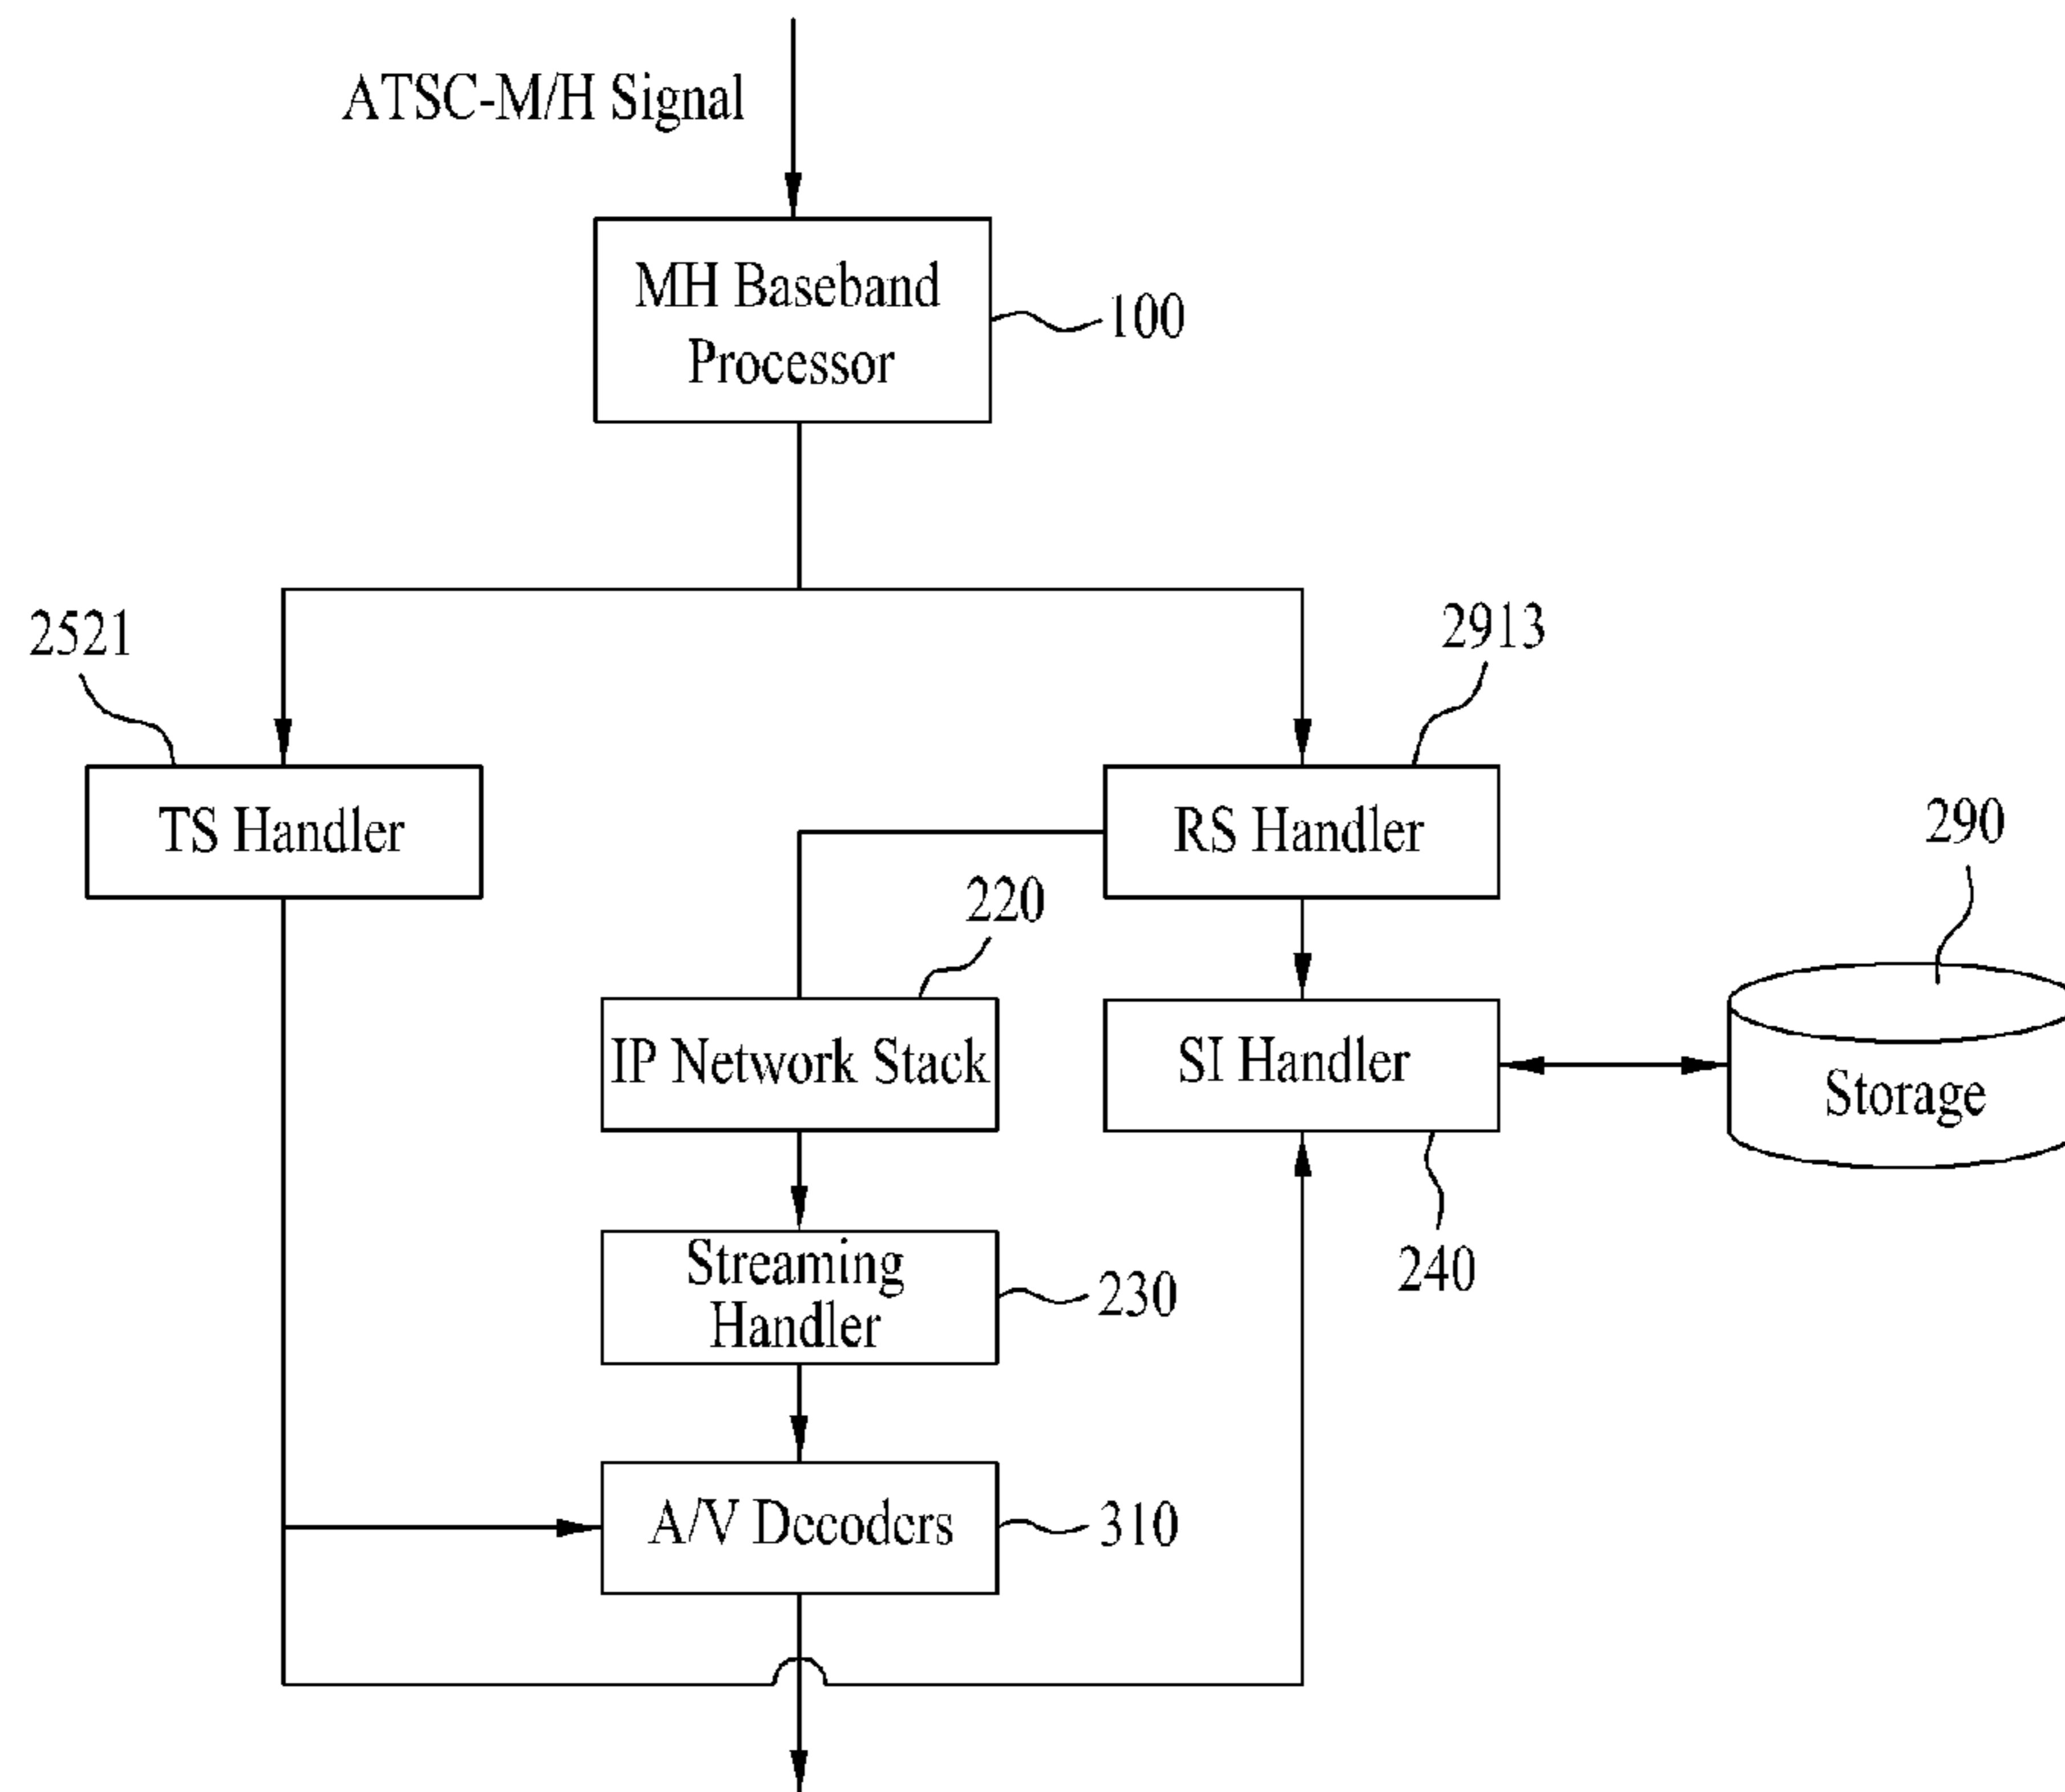 ATSC-M/H Signal
MH Baseband
Processor
100
2521
2913
TS Handler
RS Handler
290
220
IP Network Stack
SI Handler
Storage
Streaming
Handler
230
240
A/V Decoders
310